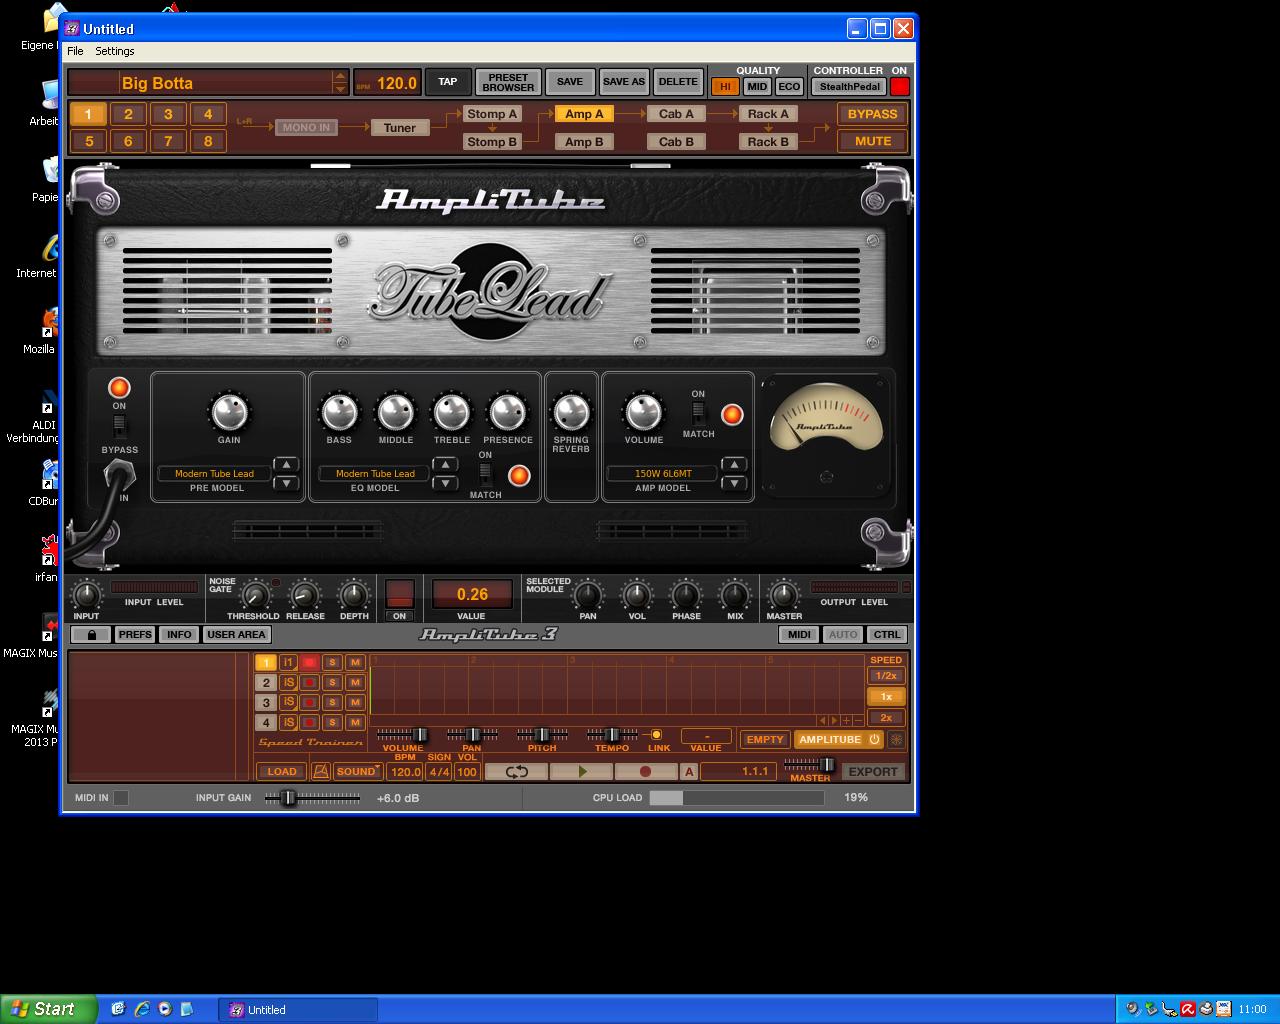 Untitled
File Settings
Big Botta
BPM 120.0
TAP
PRESET BROWSER
SAVE
SAVE AS
DELETE
QUALITY
HI MID ECO
CONTROLLER ON
StealthPedal
1 2 3 4
5 6 7 8
L+R
MONO IN
Tuner
Stomp A
Stomp B
Amp A
Amp B
Cab A
Cab B
Rack A
Rack B
BYPASS
MUTE
AmpliTube
Tube Lead
ON
BYPASS
IN
GAIN
Modern Tube Lead
PRE MODEL
BASS MIDDLE TREBLE PRESENCE
Modern Tube Lead
EQ MODEL
ON
MATCH
SPRING REVERB
VOLUME
ON
MATCH
150W 6L6MT
AMP MODEL
AmpliTube
INPUT
INPUT LEVEL
NOISE GATE
THRESHOLD RELEASE DEPTH
ON
0.26
VALUE
SELECTED MODULE
PAN VOL PHASE MIX
MASTER
OUTPUT LEVEL
PREFS INFO USER AREA
AmpliTube 3
MIDI AUTO CTRL
1 i1 S M
2 iS S M
3 iS S M
4 iS S M
1 2 3 4 5
SPEED
1/2x
1x
2x
Speed Trainer
VOLUME PAN PITCH TEMPO LINK
-
VALUE
EMPTY
AMPLITUBE
LOAD
SOUND
BPM SIGN VOL
120.0 4/4 100
A
1.1.1
MASTER
EXPORT
MIDI IN
INPUT GAIN
+6.0 dB
CPU LOAD
19%
Eigene
Arbeit
Papie
Internet
Mozilla
ALDI
Verbindung
CDBur
irfan
MAGIX Mus
MAGIX Mu
2013 P
Start
Untitled
11:00